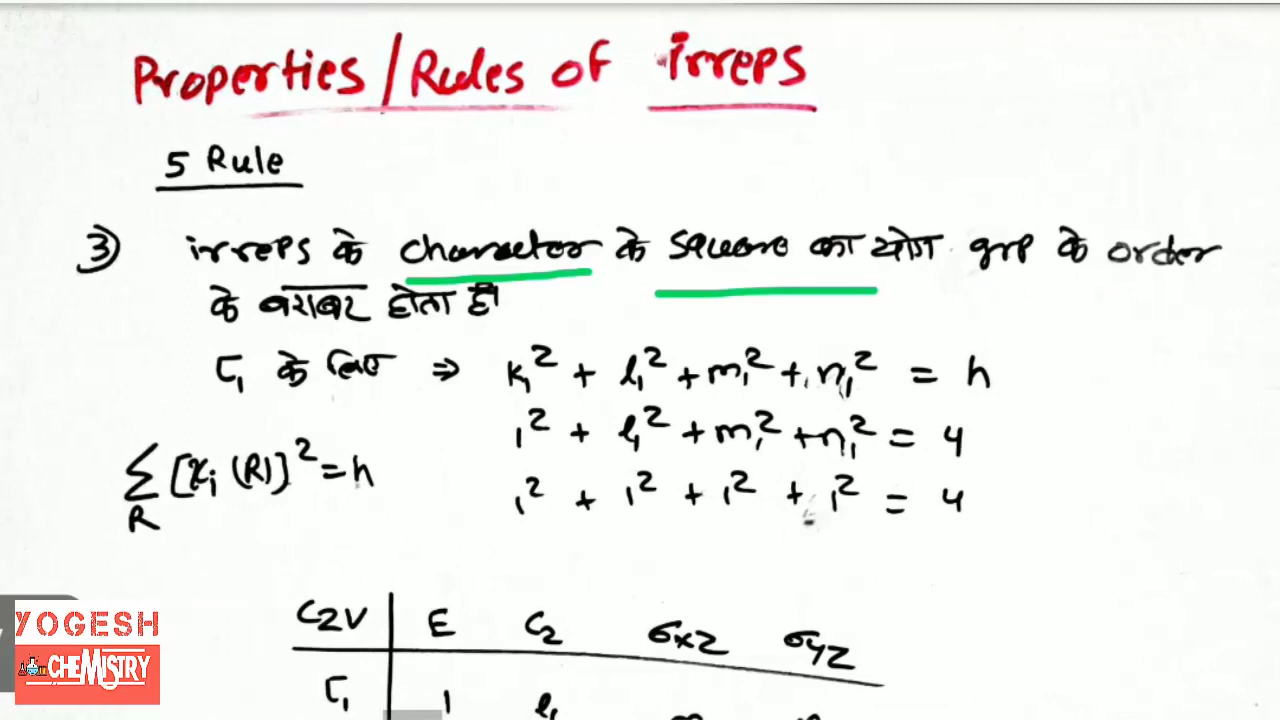 Properties / Rules of irreps
5 Rule
3) irreps के character के square का योग grp के order
के बराबर होता है।
Γ₁ के लिए ⇒ k₁² + l₁² + m₁² + n₁² = h
1² + l₁² + m₁² + n₁² = 4
Σ [χᵢ (R)]² = h
R
1² + 1² + 1² + 1² = 4
C2V E C₂ σxz σyz
Γ₁ 1 l₁
YOGESH
CHEMISTRY